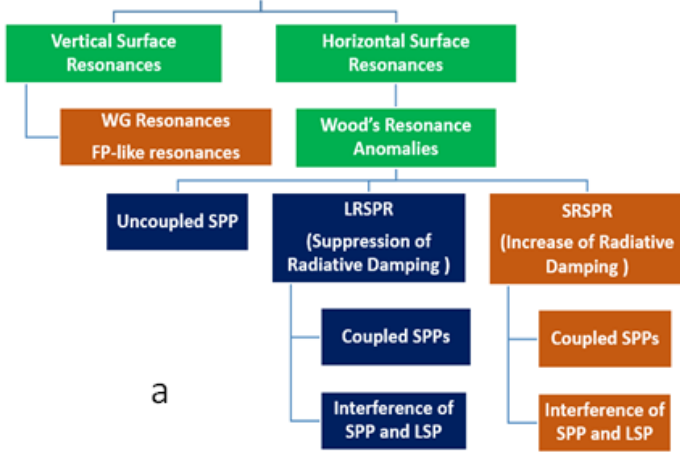 Vertical Surface
Resonances
Horizontal Surface
Resonances
WG Resonances
FP-like resonances
Wood's Resonance
Anomalies
Uncoupled SPP
LRSPR
(Suppression of
Radiative Damping )
SRSPR
(Increase of Radiative
Damping )
Coupled SPPs
Coupled SPPs
Interference of
SPP and LSP
Interference of
SPP and LSP
a